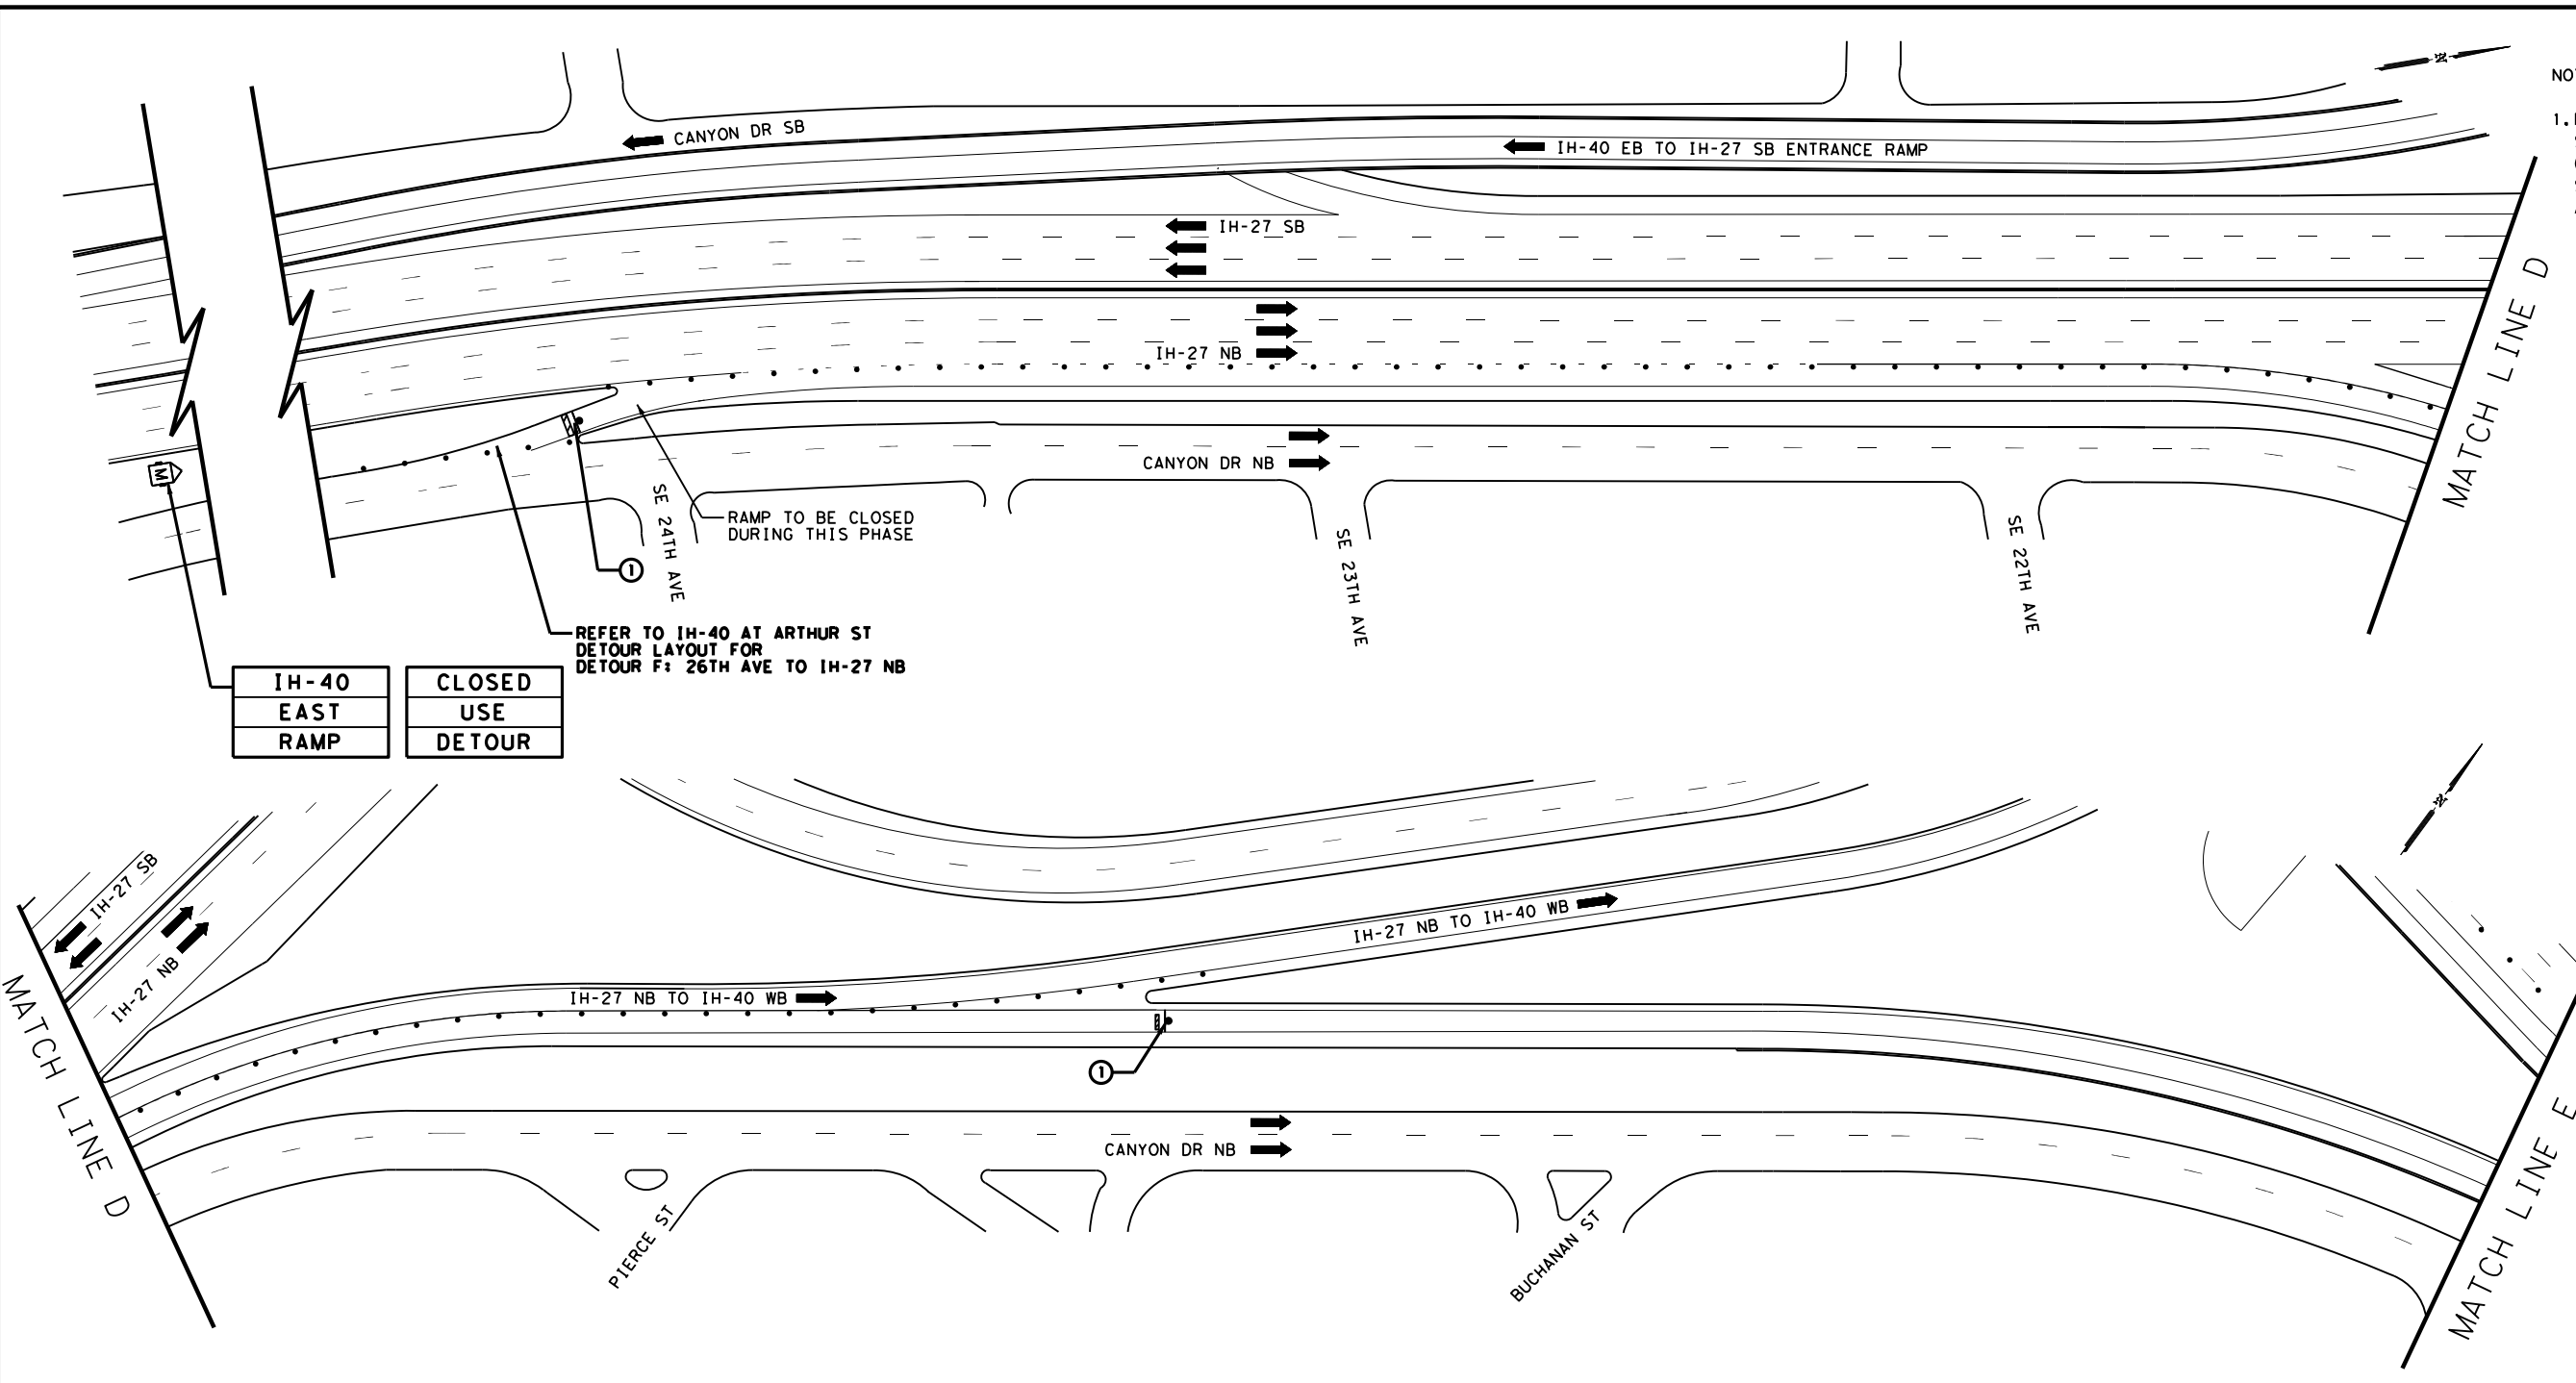 N
NO
1.
CANYON DR SB
IH-40 EB TO IH-27 SB ENTRANCE RAMP
IH-27 SB
IH-27 NB
CANYON DR NB
MATCH LINE D
M
RAMP TO BE CLOSED
DURING THIS PHASE
1
SE 24TH AVE
SE 23TH AVE
SE 22TH AVE
REFER TO IH-40 AT ARTHUR ST
DETOUR LAYOUT FOR
DETOUR F: 26TH AVE TO IH-27 NB
IH-40
EAST
RAMP
CLOSED
USE
DETOUR
N
IH-27 SB
IH-27 NB
MATCH LINE D
IH-27 NB TO IH-40 WB
IH-27 NB TO IH-40 WB
1
CANYON DR NB
PIERCE ST
BUCHANAN ST
MATCH LINE E